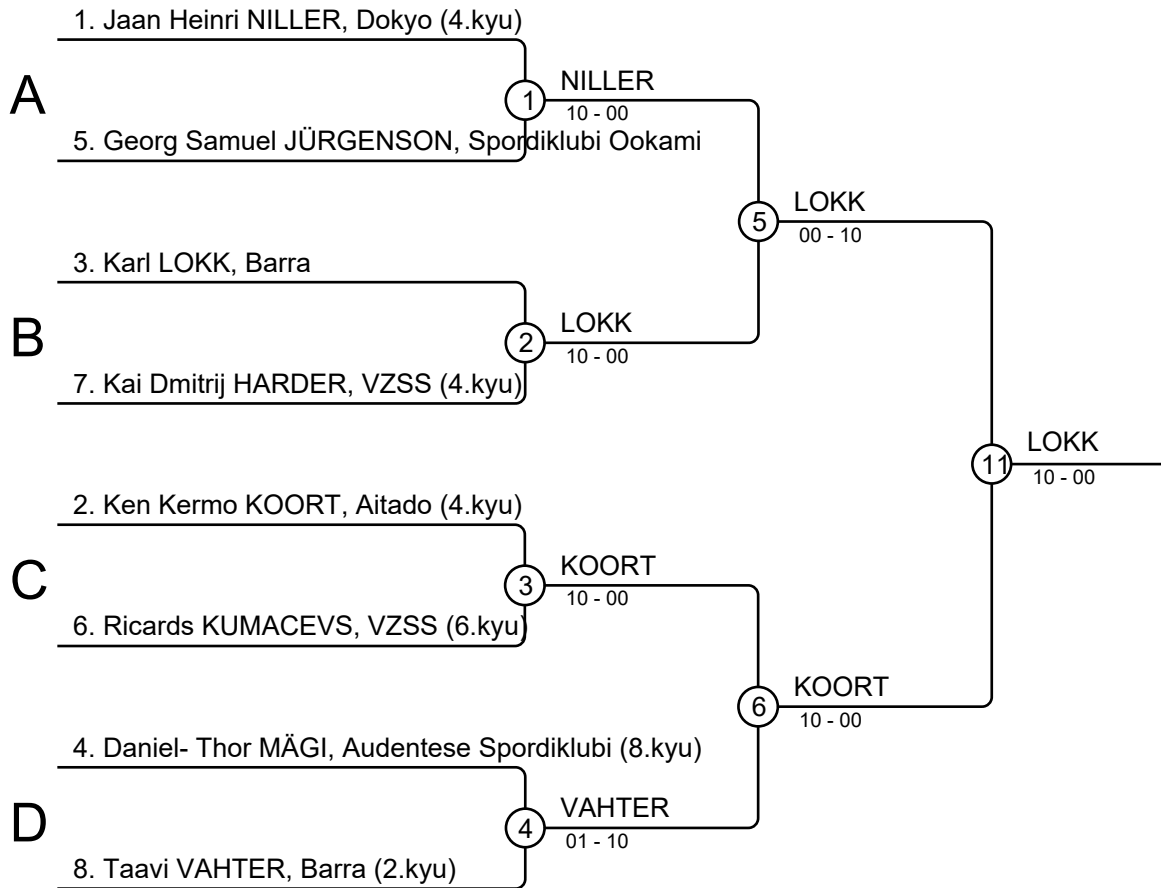 1. Jaan Heinri NILLER, Dokyo (4.kyu)
A
1
NILLER
10 - 00
5. Georg Samuel JÜRGENSON, Spordiklubi Ookami
5
LOKK
00 - 10
3. Karl LOKK, Barra
B
2
LOKK
10 - 00
7. Kai Dmitrij HARDER, VZSS (4.kyu)
11
LOKK
10 - 00
2. Ken Kermo KOORT, Aitado (4.kyu)
C
3
KOORT
10 - 00
6. Ricards KUMACEVS, VZSS (6.kyu)
6
KOORT
10 - 00
4. Daniel- Thor MÄGI, Audentese Spordiklubi (8.kyu)
D
4
VAHTER
01 - 10
8. Taavi VAHTER, Barra (2.kyu)